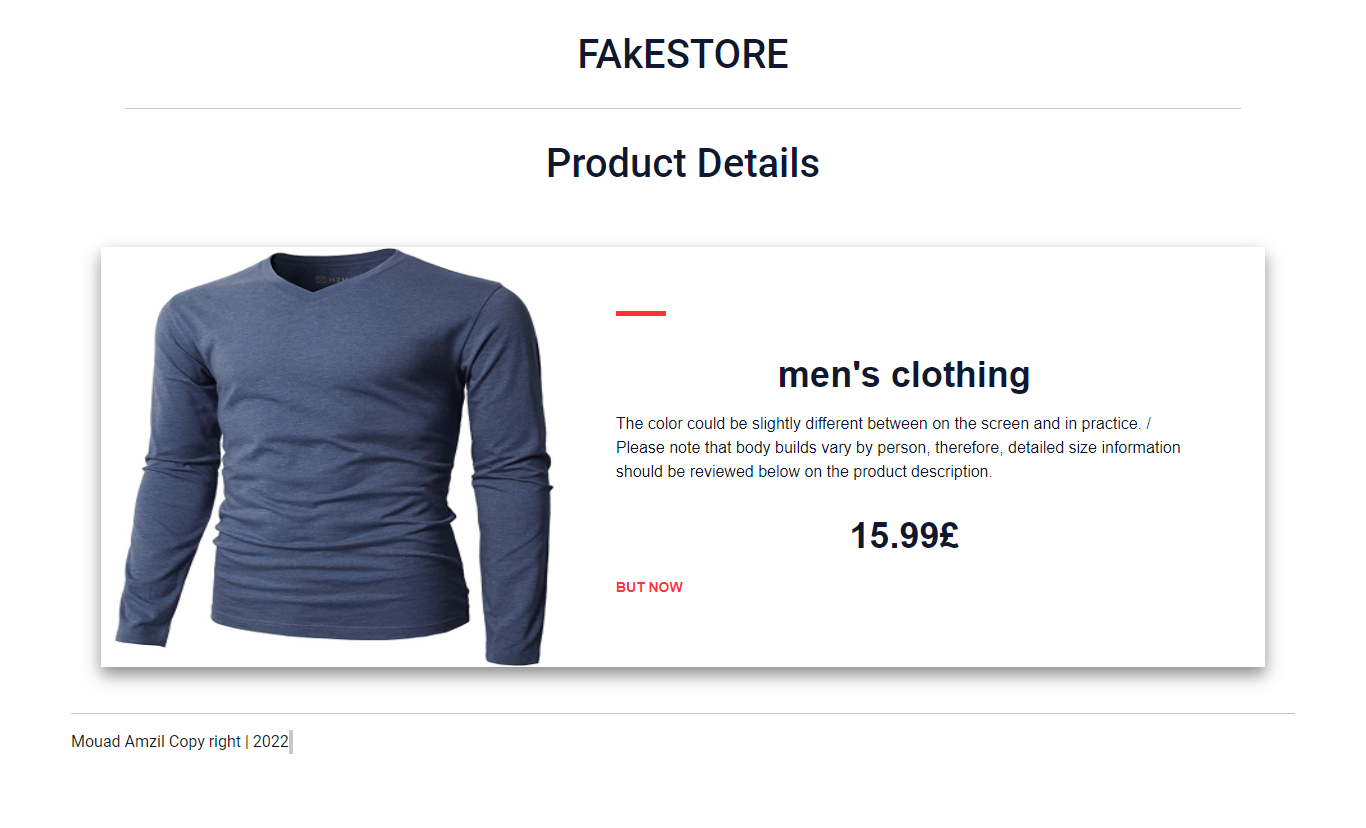 FAkESTORE
Product Details
men's clothing
The color could be slightly different between on the screen and in practice. /
Please note that body builds vary by person, therefore, detailed size information
should be reviewed below on the product description.
15.99£
BUT NOW
Mouad Amzil Copy right | 2022